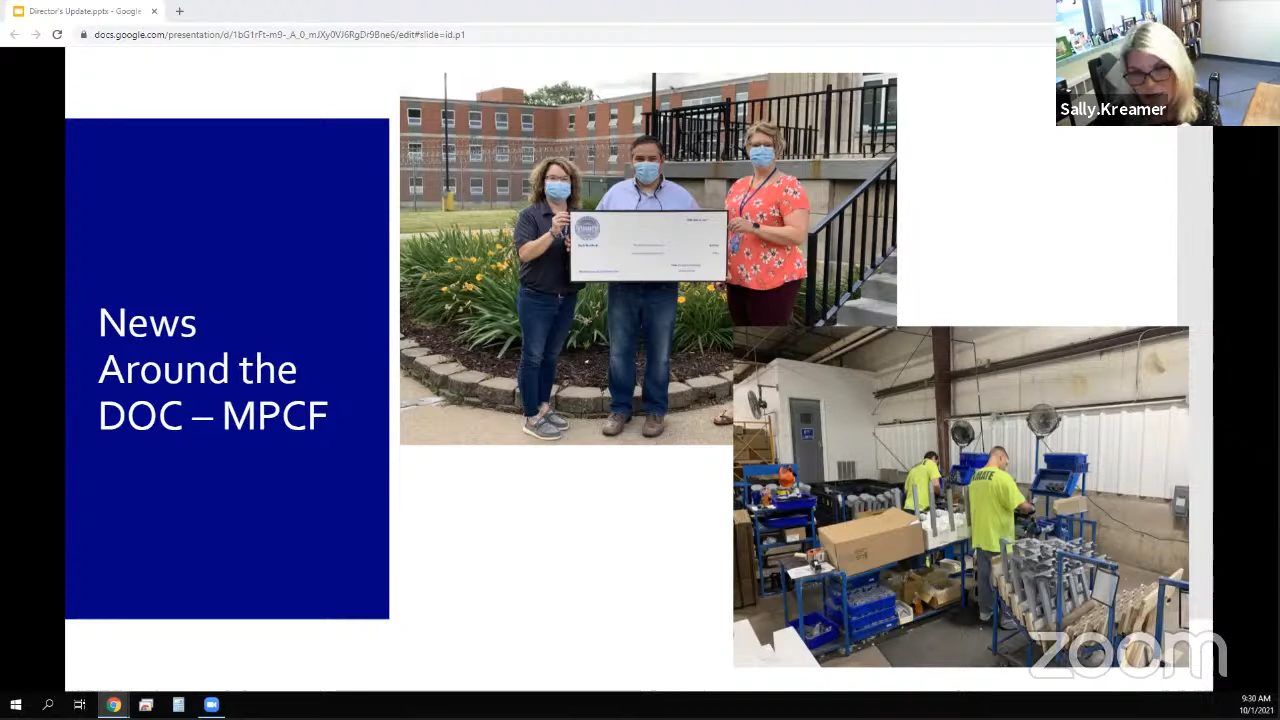 Director's Update.pptx - Google
docs.google.com/presentation/d/1bG1rFt-m9-_A_0_mJXy0VJ6RgDr9Bne6/edit#slide=id.p1
Sally.Kreamer
News
Around the
DOC – MPCF
zoom
9:30 AM
10/1/2021